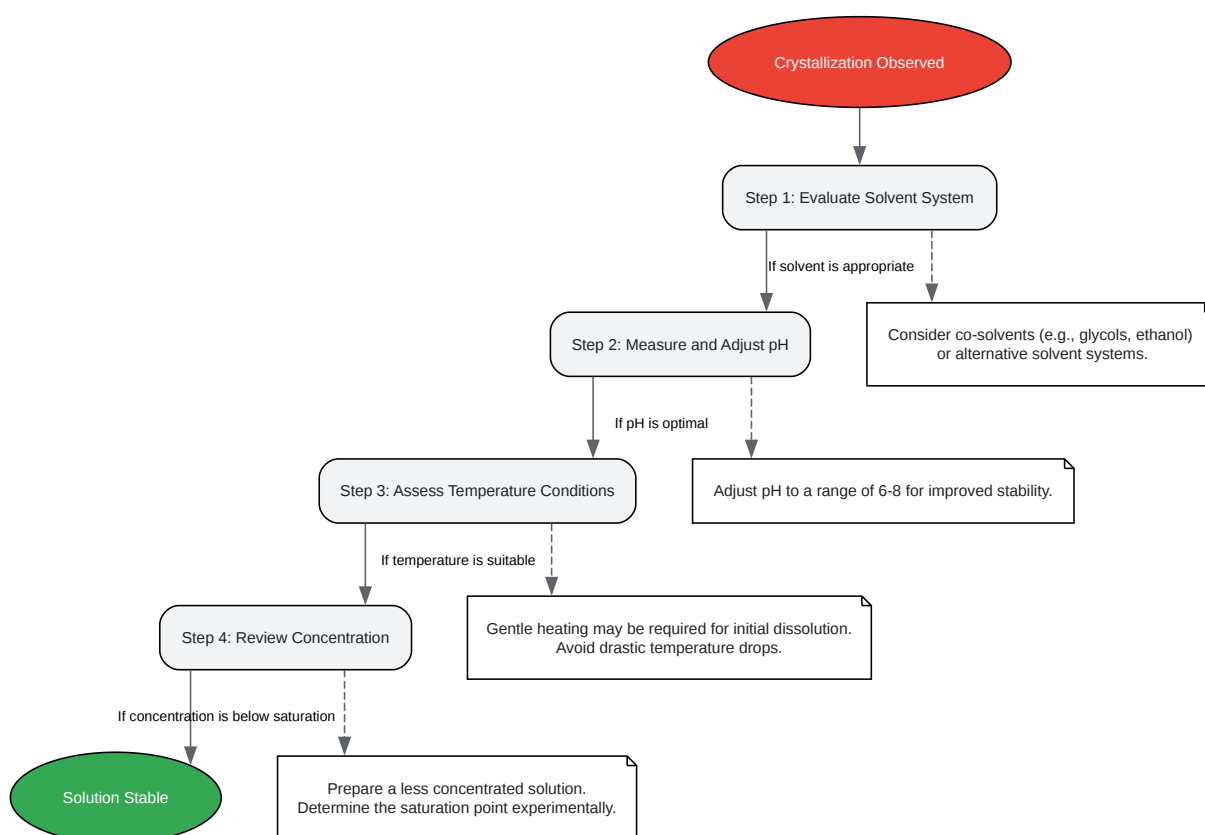 Crystallization Observed
Step 1: Evaluate Solvent System
If solvent is appropriate
Consider co-solvents (e.g., glycols, ethanol)
or alternative solvent systems.
Step 2: Measure and Adjust pH
If pH is optimal
Adjust pH to a range of 6-8 for improved stability.
Step 3: Assess Temperature Conditions
If temperature is suitable
Gentle heating may be required for initial dissolution.
Avoid drastic temperature drops.
Step 4: Review Concentration
If concentration is below saturation
Prepare a less concentrated solution.
Determine the saturation point experimentally.
Solution Stable